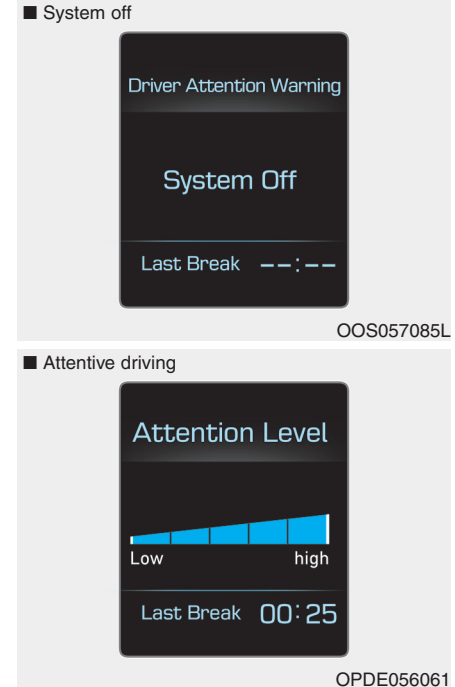 ■ System off
Driver Attention Warning
System Off
Last Break --:--
OOS057085L
■ Attentive driving
Attention Level
Low high
Last Break 00:25
OPDE056061